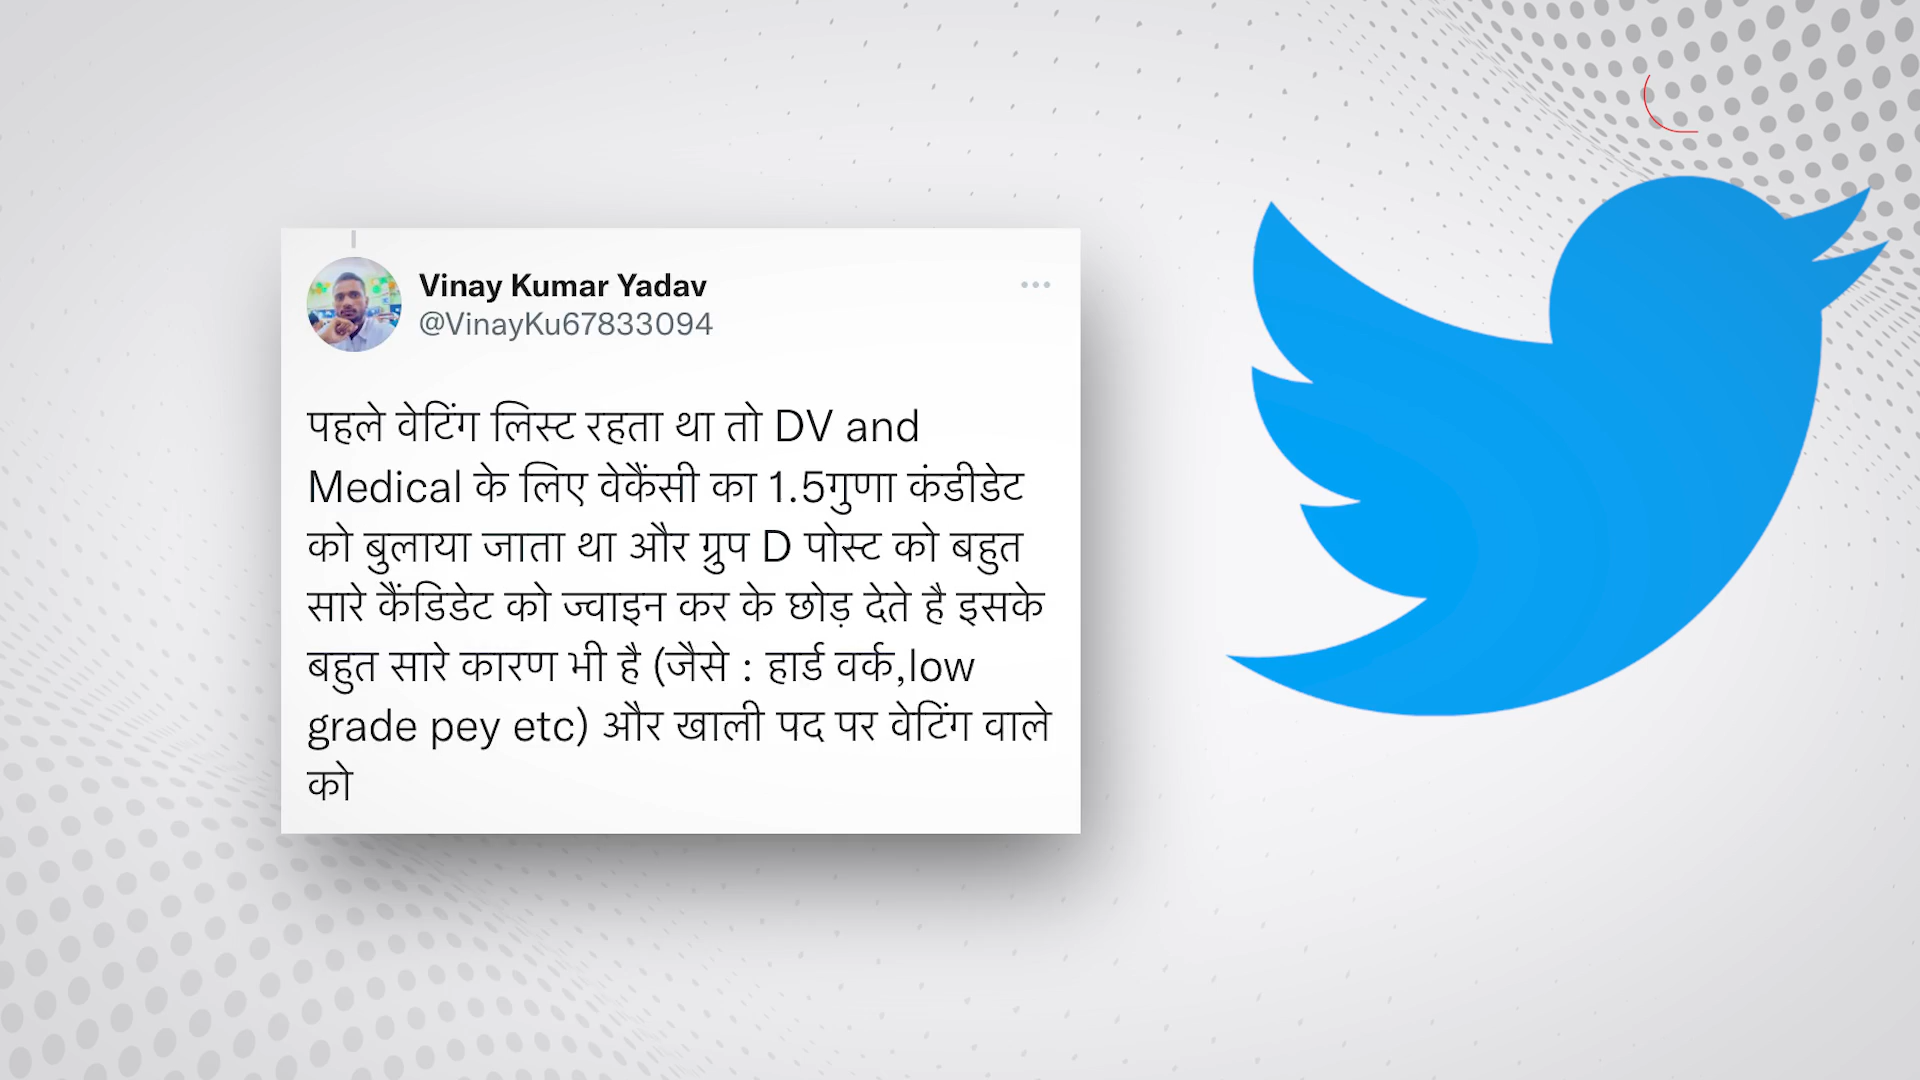 Vinay Kumar Yadav
@VinayKu67833094
पहले वेटिंग लिस्ट रहता था तो DV and
Medical के लिए वेकैंसी का 1.5गुणा कंडीडेट
को बुलाया जाता था और ग्रुप D पोस्ट को बहुत
सारे कैंडिडेट को ज्वाइन कर के छोड़ देते है इसके
बहुत सारे कारण भी है (जैसे : हार्ड वर्क,low
grade pey etc) और खाली पद पर वेटिंग वाले
को